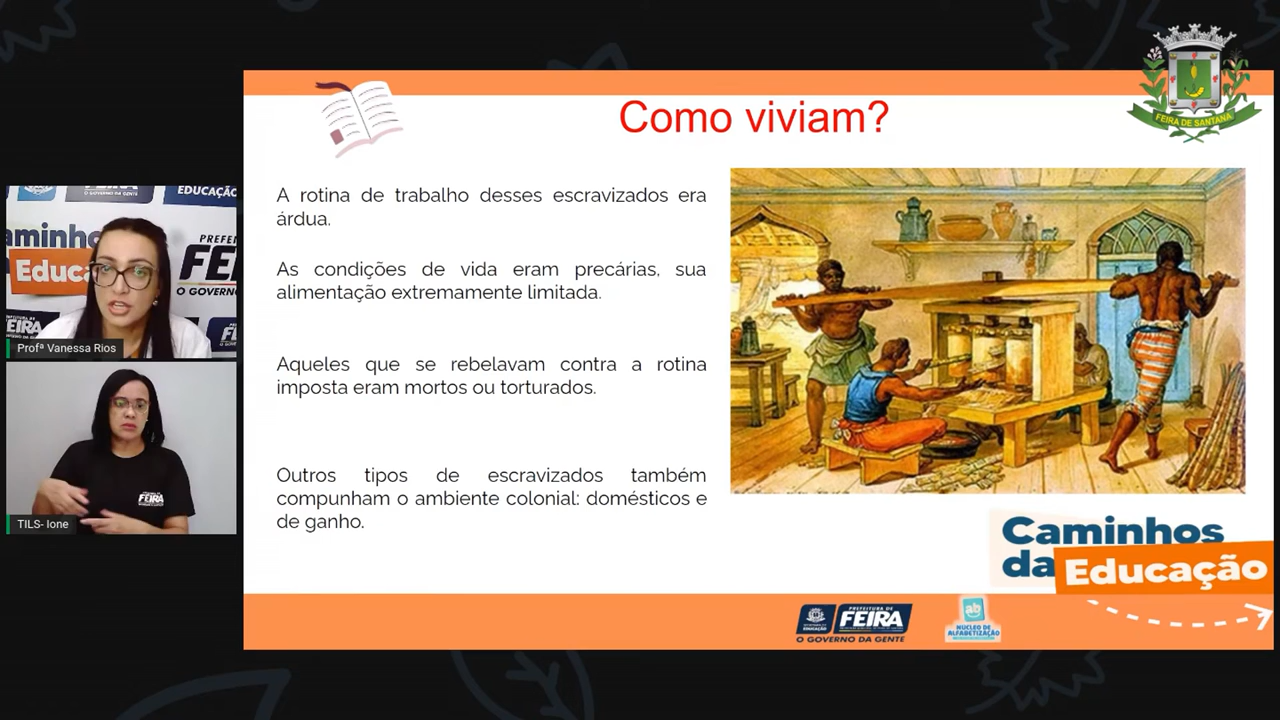 FEIRA DE SANTANA
Como viviam?
A rotina de trabalho desses escravizados era
árdua.
As condições de vida eram precárias, sua
alimentação extremamente limitada.
Aqueles que se rebelavam contra a rotina
imposta eram mortos ou torturados.
Outros tipos de escravizados também
compunham o ambiente colonial: domésticos e
de ganho.
EDUCAÇÃO
Profª Vanessa Rios
FEIRA
TILS- Ione
Caminhos
da Educação
EDUCAÇÃO
PREFEITURA DE
FEIRA
O GOVERNO DA GENTE
ab
NÚCLEO DE
ALFABETIZAÇÃO